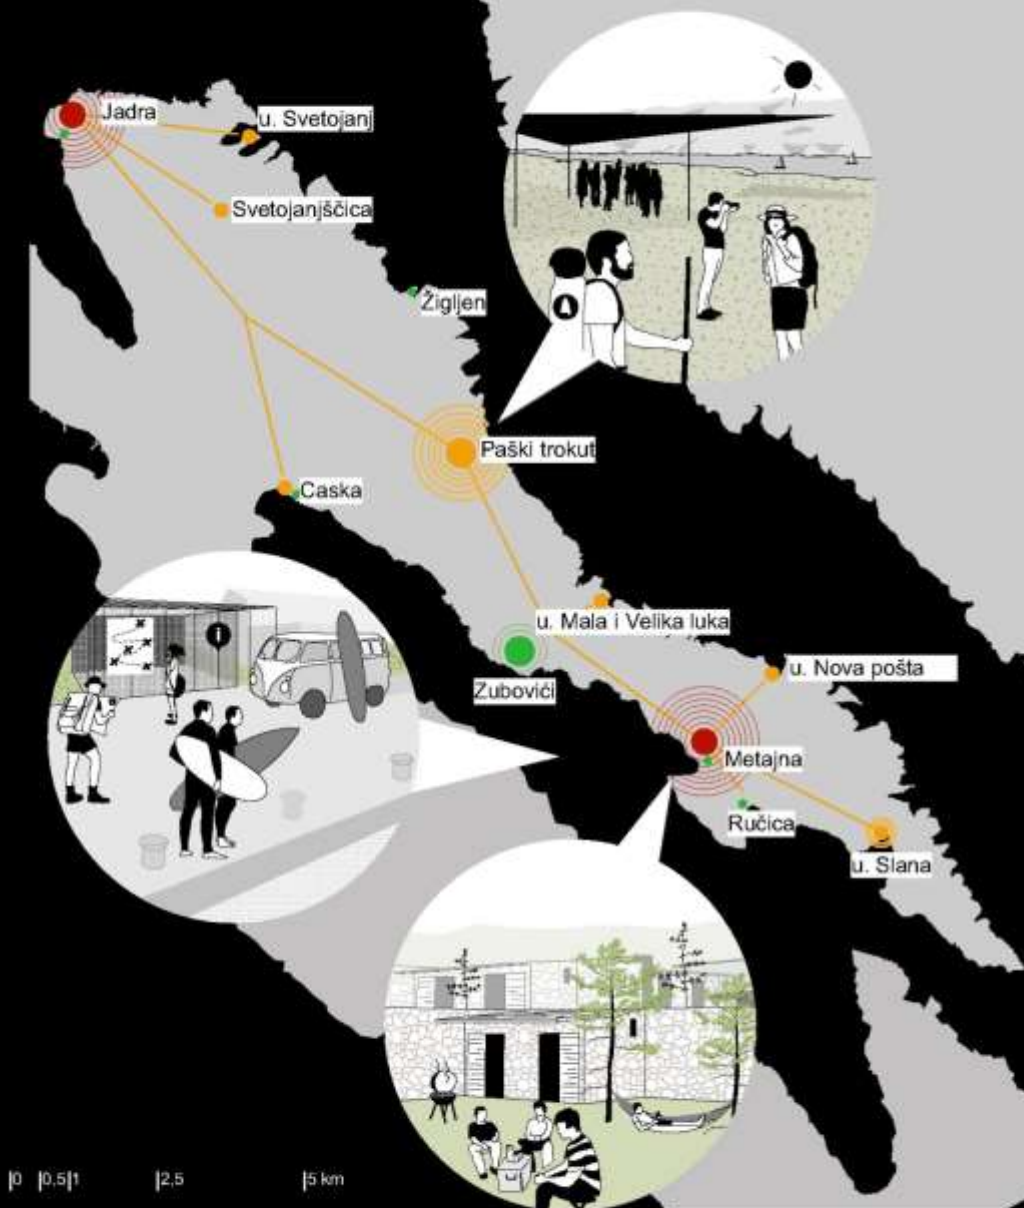 Jadra
u. Svetojanj
Svetojanjščica
Žigljen
Paški trokut
Caska
u. Mala i Velika luka
Zubovići
u. Nova pošta
Metajna
Ručica
u. Slana
i
0 0,5 1 2,5 5 km